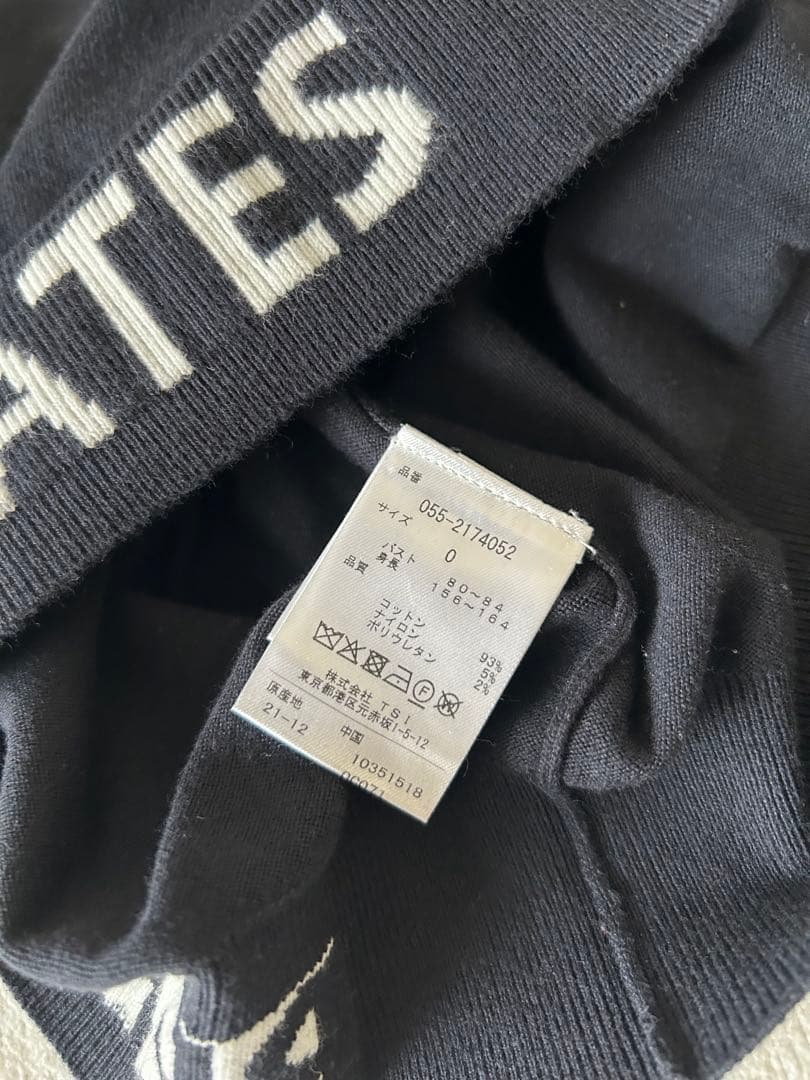 ATES
品番 055-2174052
サイズ 0
バスト 80～84
身長 156～164
品質
コットン 93%
ナイロン 5%
ポリウレタン 2%
F
株式会社 TSI
東京都港区元赤坂1-5-12
原産地 中国
21-12 10351518